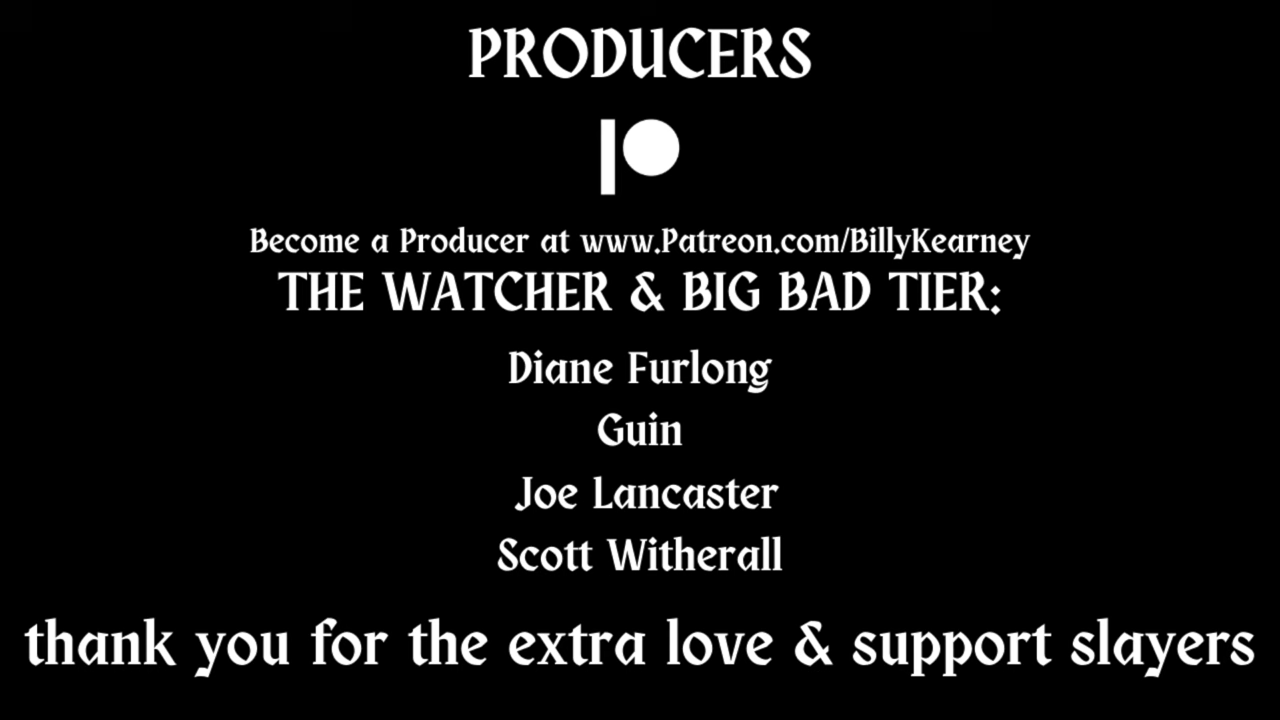 PRODUCERS
Become a Producer at www.Patreon.com/BillyKearney
THE WATCHER & BIG BAD TIER:
Diane Furlong
Guin
Joe Lancaster
Scott Witherall
thank you for the extra love & support slayers